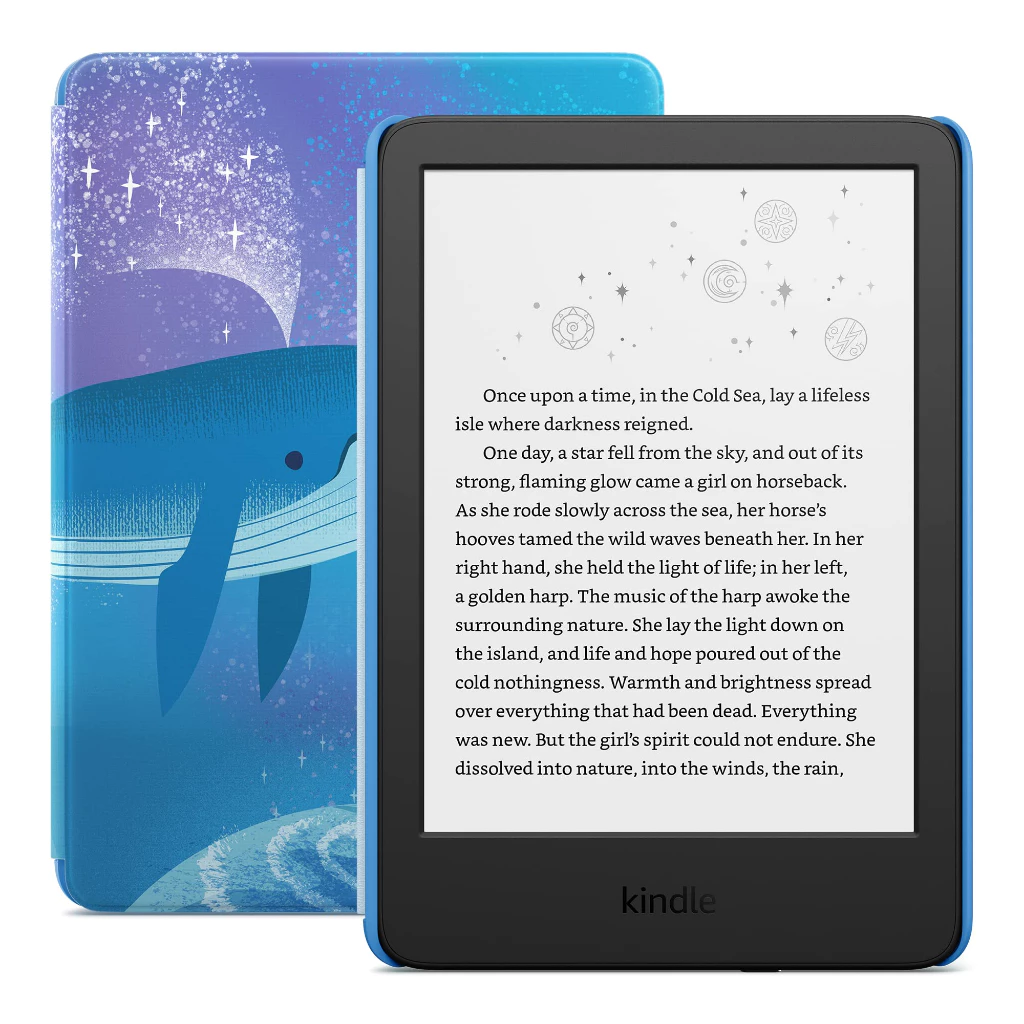 Once upon a time, in the Cold Sea, lay a lifeless
isle where darkness reigned.
One day, a star fell from the sky, and out of its
strong, flaming glow came a girl on horseback.
As she rode slowly across the sea, her horse's
hooves tamed the wild waves beneath her. In her
right hand, she held the light of life; in her left,
a golden harp. The music of the harp awoke the
surrounding nature. She lay the light down on
the island, and life and hope poured out of the
cold nothingness. Warmth and brightness spread
over everything that had been dead. Everything
was new. But the girl's spirit could not endure. She
dissolved into nature, into the winds, the rain,
kindle